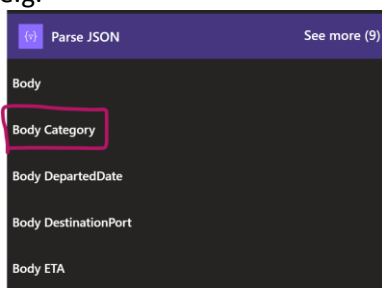 e.g.
{v} Parse JSON See more (9)
Body
Body Category
Body DepartedDate
Body DestinationPort
Body ETA